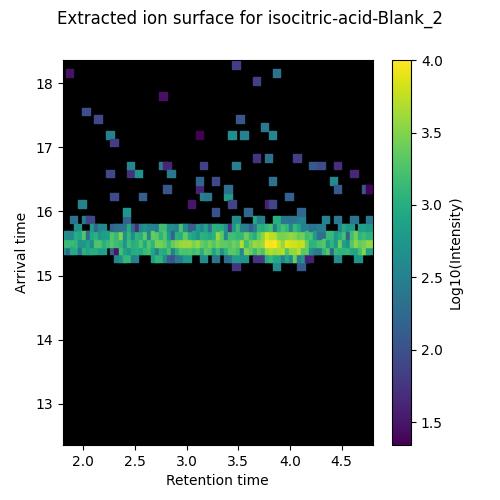 Extracted ion surface for isocitric-acid-Blank_2
18
17
16
15
14
13
Arrival time
2.0 2.5 3.0 3.5 4.0 4.5
Retention time
4.0
3.5
3.0
2.5
2.0
1.5
Log10(Intensity)